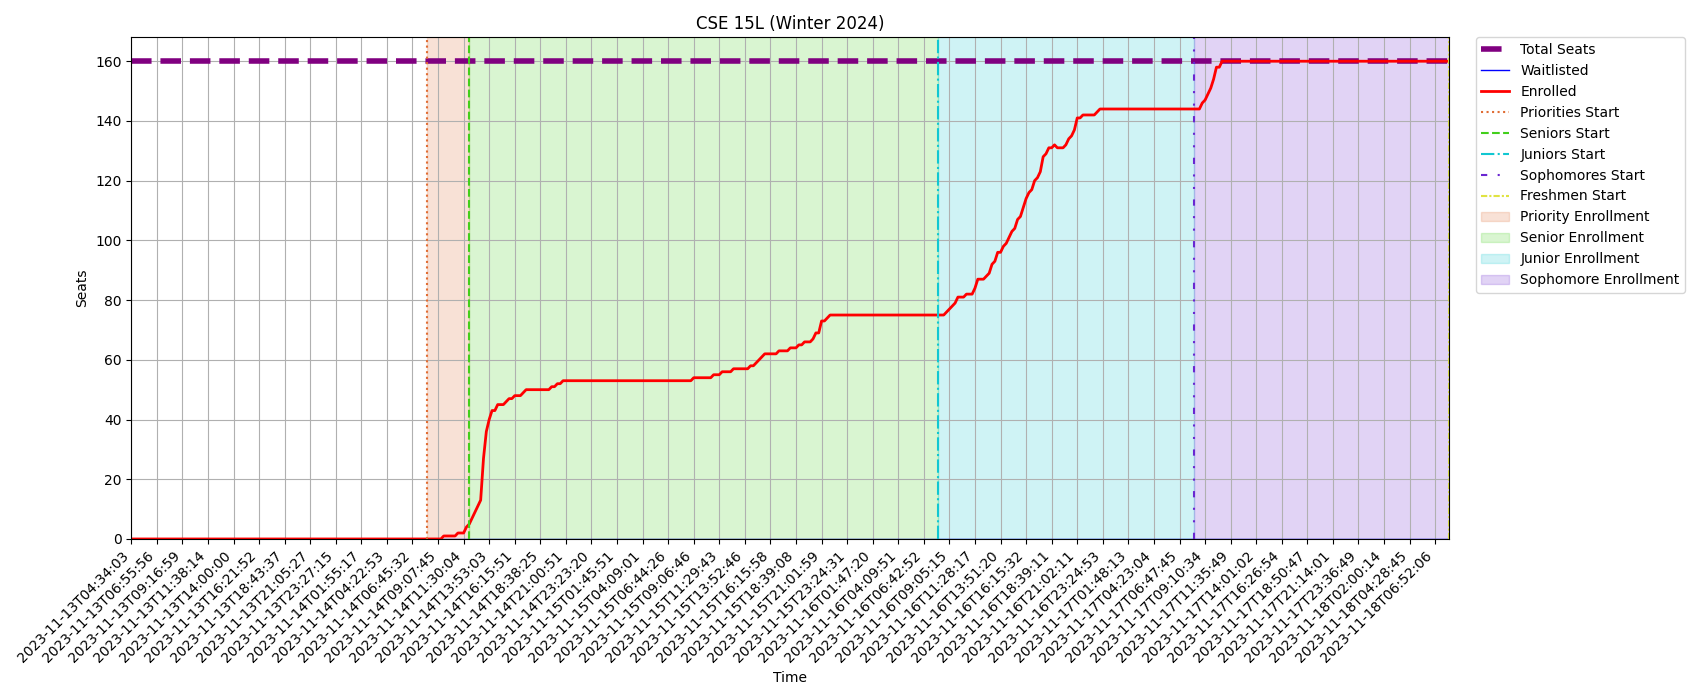 CSE 15L (Winter 2024)
Seats
160
140
120
100
80
60
40
20
0
2023-11-13T04:34:03
2023-11-13T06:55:56
2023-11-13T09:16:59
2023-11-13T11:38:14
2023-11-13T14:00:00
2023-11-13T16:21:52
2023-11-13T18:43:37
2023-11-13T21:05:27
2023-11-13T23:27:15
2023-11-14T01:55:17
2023-11-14T04:22:53
2023-11-14T06:45:32
2023-11-14T09:07:45
2023-11-14T11:30:04
2023-11-14T13:53:03
2023-11-14T16:15:51
2023-11-14T18:38:25
2023-11-14T21:00:51
2023-11-14T23:23:20
2023-11-15T01:45:51
2023-11-15T04:09:01
2023-11-15T06:44:26
2023-11-15T09:06:46
2023-11-15T11:29:43
2023-11-15T13:52:46
2023-11-15T16:15:58
2023-11-15T18:39:08
2023-11-15T21:01:59
2023-11-15T23:24:31
2023-11-16T01:47:20
2023-11-16T04:09:51
2023-11-16T06:42:52
2023-11-16T09:05:15
2023-11-16T11:28:17
2023-11-16T13:51:20
2023-11-16T16:15:32
2023-11-16T18:39:11
2023-11-16T21:02:11
2023-11-16T23:24:53
2023-11-17T01:48:13
2023-11-17T04:23:04
2023-11-17T06:47:45
2023-11-17T09:10:34
2023-11-17T11:35:49
2023-11-17T14:01:02
2023-11-17T16:26:54
2023-11-17T18:50:47
2023-11-17T21:14:01
2023-11-17T23:36:49
2023-11-18T02:00:14
2023-11-18T04:28:45
2023-11-18T06:52:06
Time
Total Seats
Waitlisted
Enrolled
Priorities Start
Seniors Start
Juniors Start
Sophomores Start
Freshmen Start
Priority Enrollment
Senior Enrollment
Junior Enrollment
Sophomore Enrollment